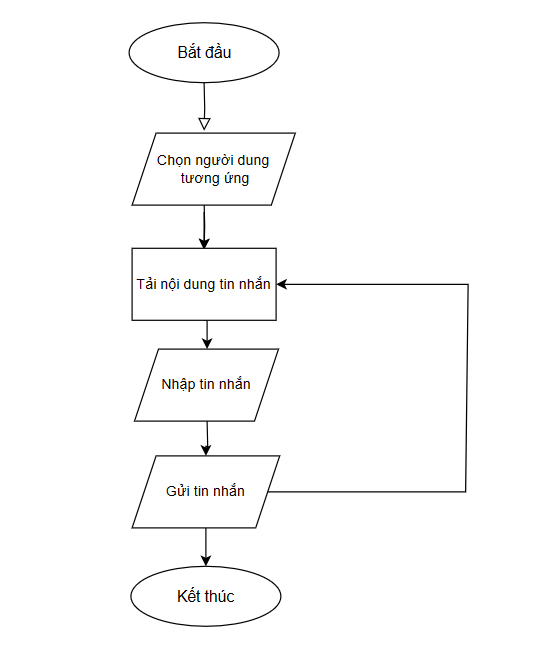 Bắt đầu
Chọn người dung
tương ứng
Tải nội dung tin nhắn
Nhập tin nhắn
Gửi tin nhắn
Kết thúc